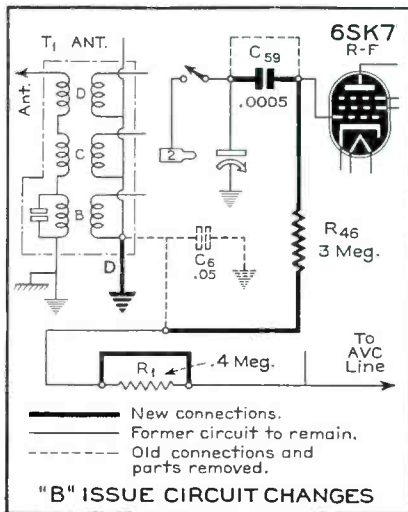 T1 ANT.
6SK7
R-F
C59
.0005
Ant.
D
C
B
2
D
C6
.05
R46
3 Meg.
To
AVC
Line
R1
.4 Meg.
New connections.
Former circuit to remain.
Old connections and
parts removed.
"B" ISSUE CIRCUIT CHANGES